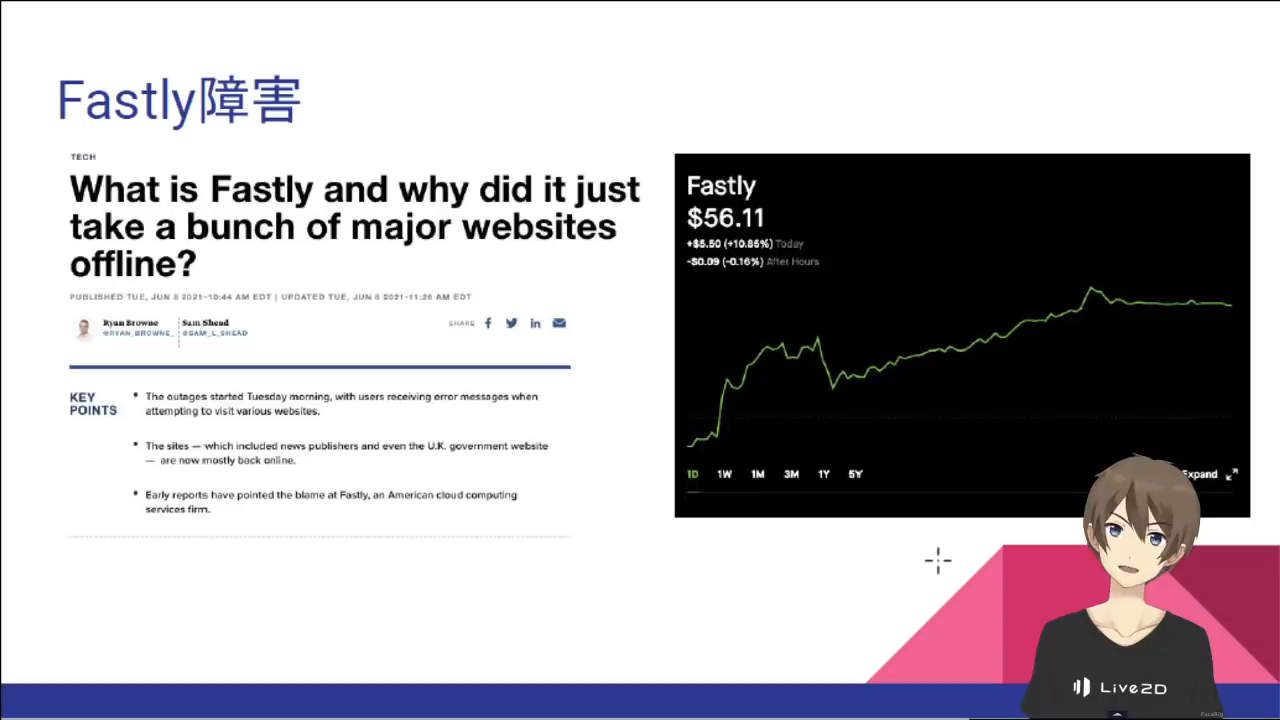 Fastly障害
TECH
What is Fastly and why did it just
take a bunch of major websites
offline?
PUBLISHED TUE, JUN 8 2021•10:44 AM EDT | UPDATED TUE, JUN 8 2021•11:26 AM EDT
Ryan Browne
@RYAN_BROWNE_
Sam Shead
@SAM_L_SHEAD
SHARE
KEY
POINTS
• The outages started Tuesday morning, with users receiving error messages when
attempting to visit various websites.
• The sites — which included news publishers and even the U.K. government website
— are now mostly back online.
• Early reports have pointed the blame at Fastly, an American cloud computing
services firm.
Fastly
$56.11
+$5.50 (+10.85%) Today
-$0.09 (-0.16%) After Hours
1D 1W 1M 3M 1Y 5Y Expand
Live2D